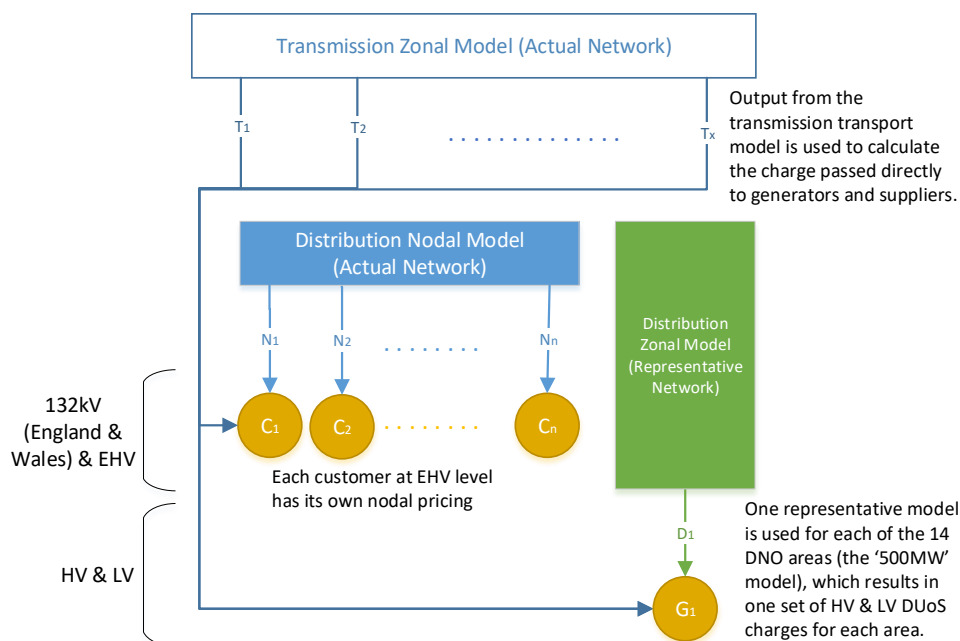 Transmission Zonal Model (Actual Network)
T1
T2
Tx
Output from the
transmission transport
model is used to calculate
the charge passed directly
to generators and suppliers.
Distribution Nodal Model
(Actual Network)
N1
N2
Nn
Distribution
Zonal Model
(Representative
Network)
132kV
(England &
Wales) & EHV
C1
C2
Cn
Each customer at EHV level
has its own nodal pricing
HV & LV
D1
G1
One representative model
is used for each of the 14
DNO areas (the ‘500MW’
model), which results in
one set of HV & LV DUoS
charges for each area.